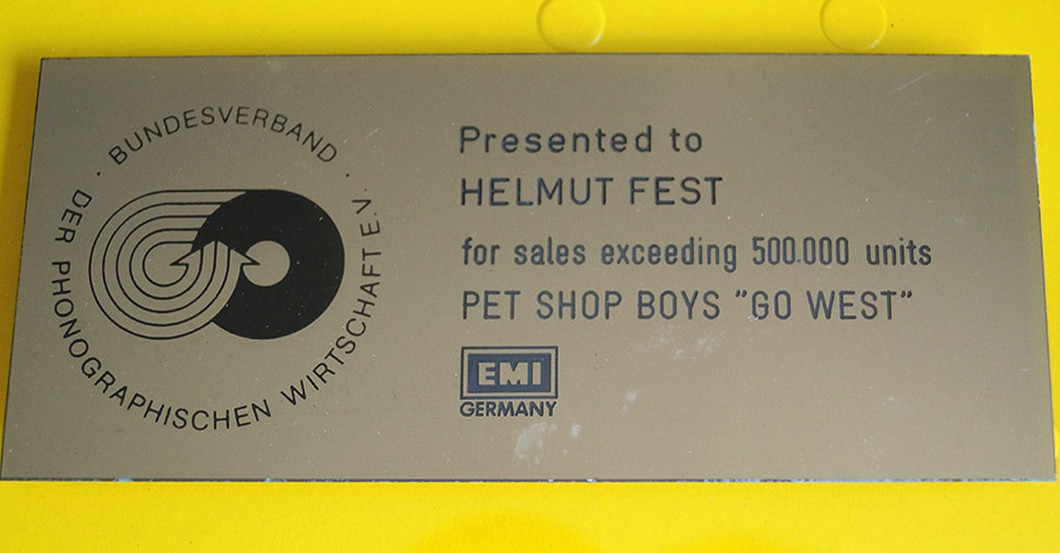 · BUNDESVERBAND ·
DER PHONOGRAPHISCHEN WIRTSCHAFT E.V.
Presented to
HELMUT FEST
for sales exceeding 500.000 units
PET SHOP BOYS "GO WEST"
EMI
GERMANY